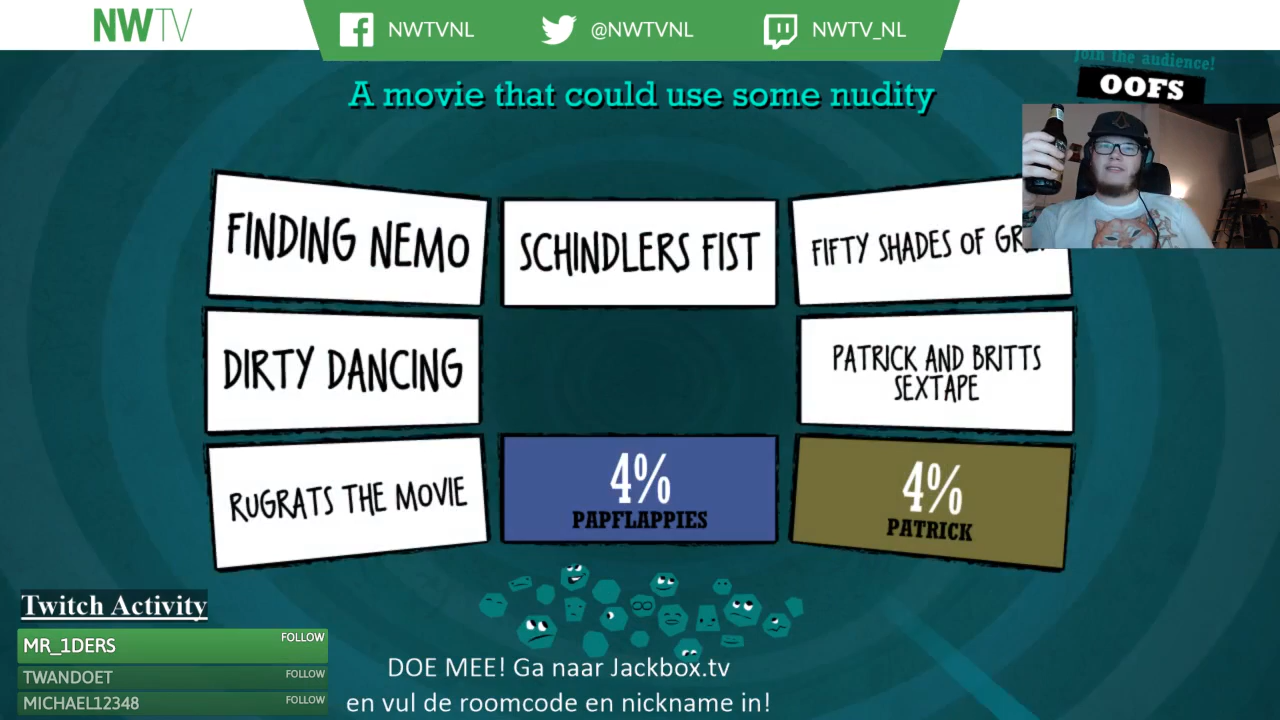 NWTV
NWTVNL
@NWTVNL
NWTV_NL
Join the audience!
OOFS
A movie that could use some nudity
FINDING NEMO
SCHINDLERS FIST
FIFTY SHADES OF
DIRTY DANCING
PATRICK AND BRITTS
SEXTAPE
RUGRATS THE MOVIE
4%
PAPFLAPPIES
4%
PATRICK
Twitch Activity
MR_1DERS FOLLOW
TWANDOET FOLLOW
MICHAEL12348 FOLLOW
DOE MEE! Ga naar Jackbox.tv
en vul de roomcode en nickname in!